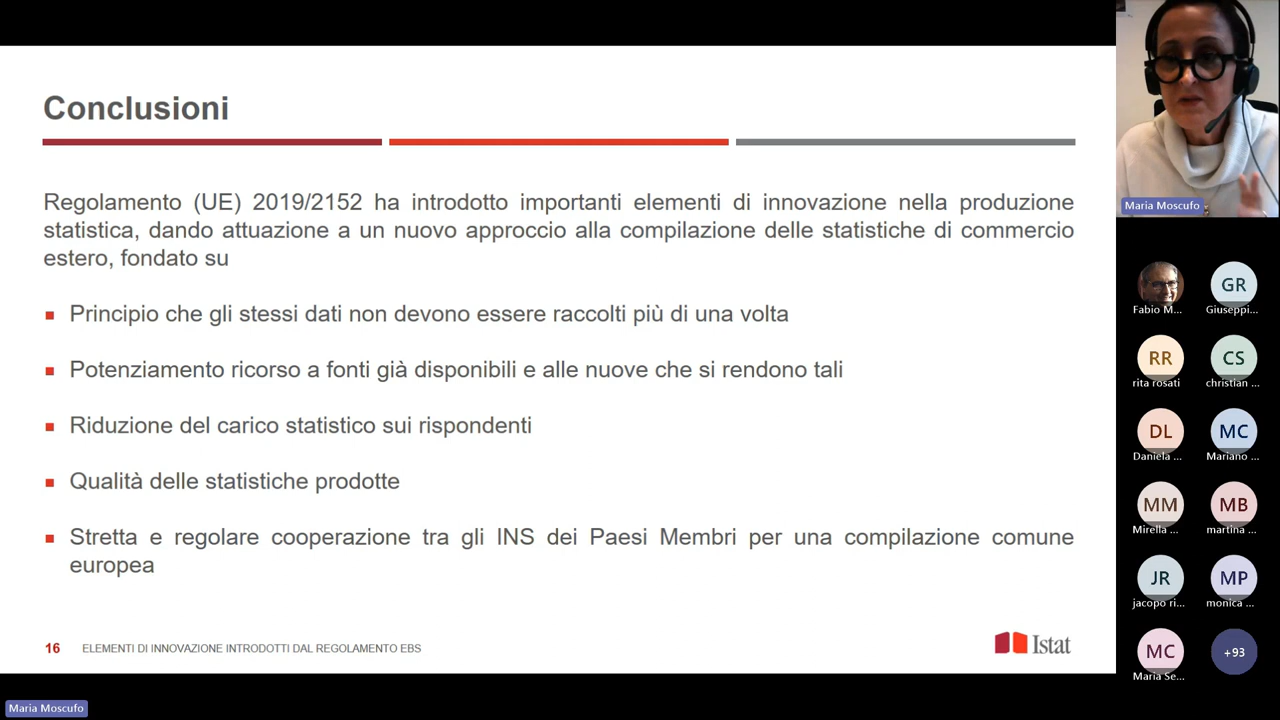 Conclusioni
Regolamento (UE) 2019/2152 ha introdotto importanti elementi di innovazione nella produzione
statistica, dando attuazione a un nuovo approccio alla compilazione delle statistiche di commercio
estero, fondato su
Principio che gli stessi dati non devono essere raccolti più di una volta
Potenziamento ricorso a fonti già disponibili e alle nuove che si rendono tali
Riduzione del carico statistico sui rispondenti
Qualità delle statistiche prodotte
Stretta e regolare cooperazione tra gli INS dei Paesi Membri per una compilazione comune
europea
16 ELEMENTI DI INNOVAZIONE INTRODOTTI DAL REGOLAMENTO EBS
Istat
Maria Moscufo
Maria Moscufo
Fabio M...
GR
Giuseppi...
RR
rita rosati
CS
christian ...
DL
Daniela ...
MC
Mariano ...
MM
Mirella ...
MB
martina ...
JR
jacopo ri...
MP
monica ...
MC
Maria Se...
+93